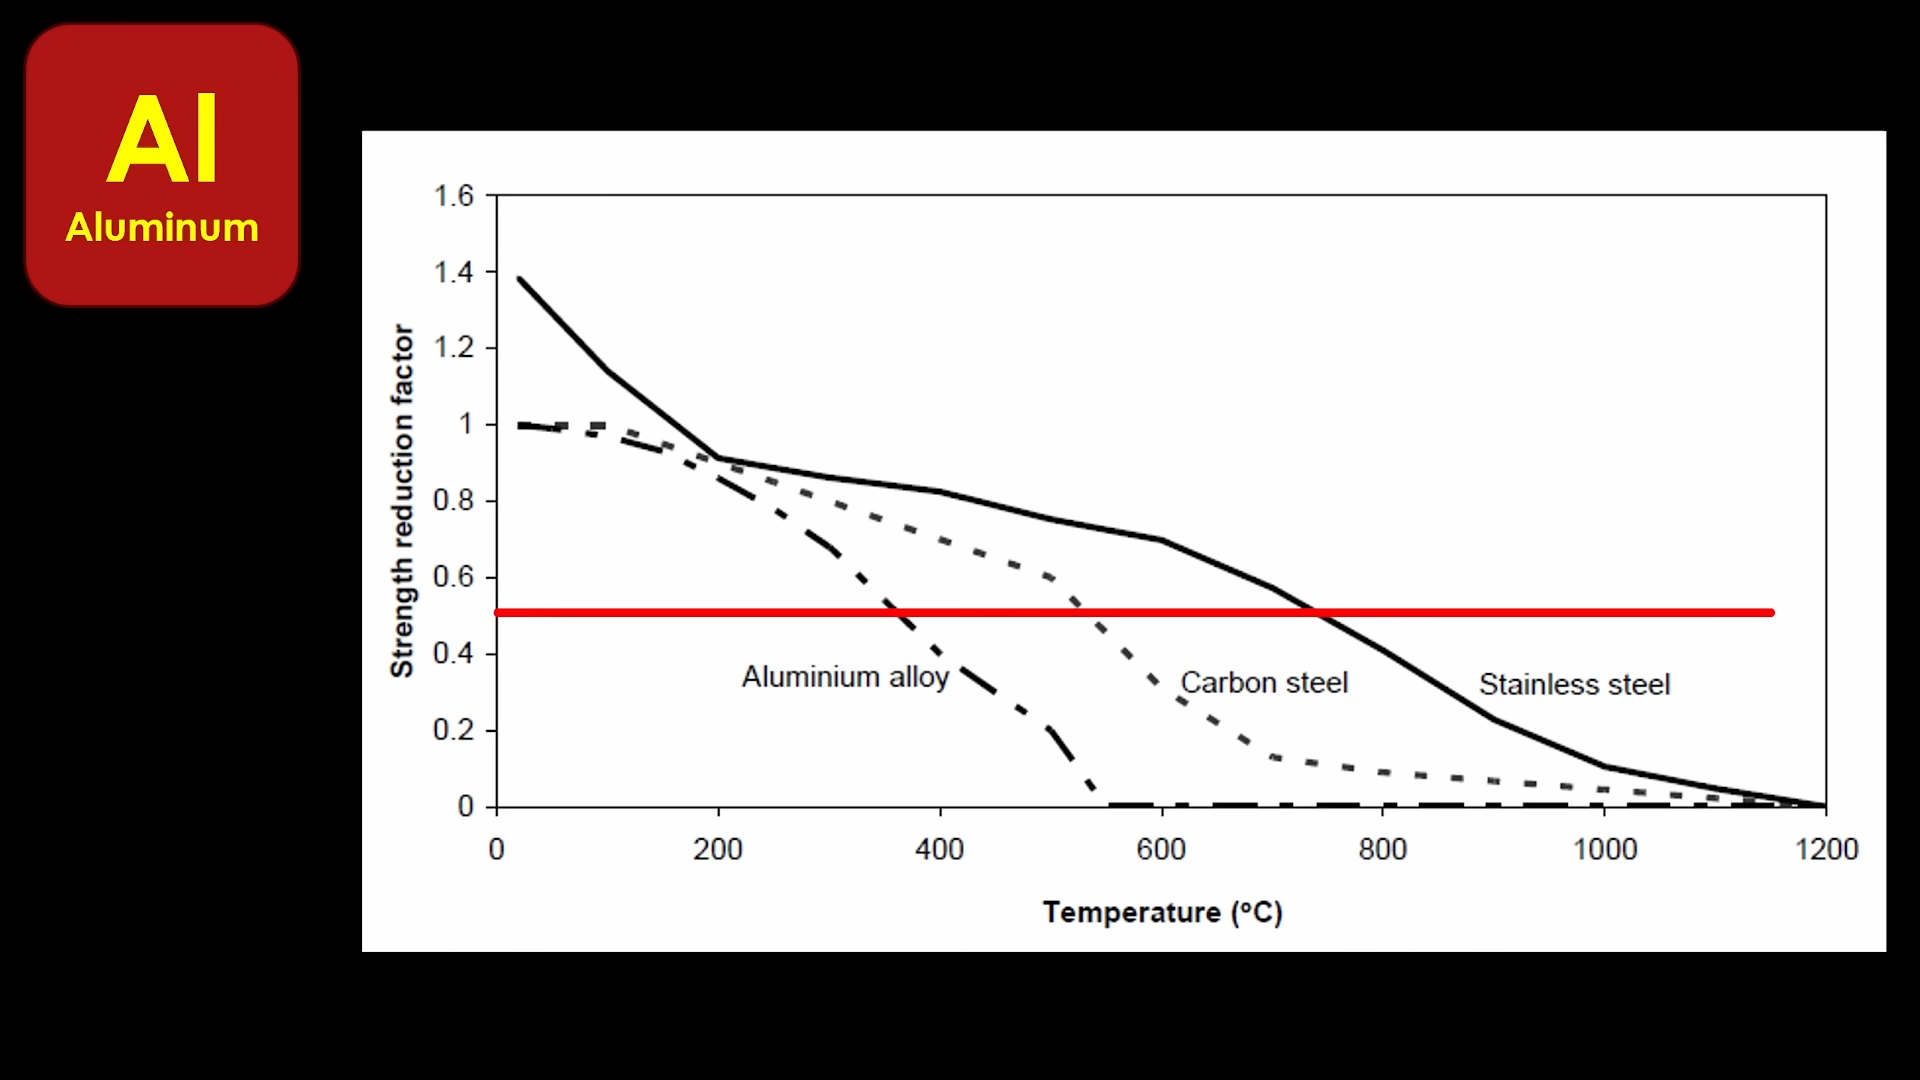 Al
Aluminum
1.6
1.4
1.2
1
0.8
0.6
0.4
0.2
0
Strength reduction factor
Aluminium alloy
Carbon steel
Stainless steel
0 200 400 600 800 1000 1200
Temperature (°C)